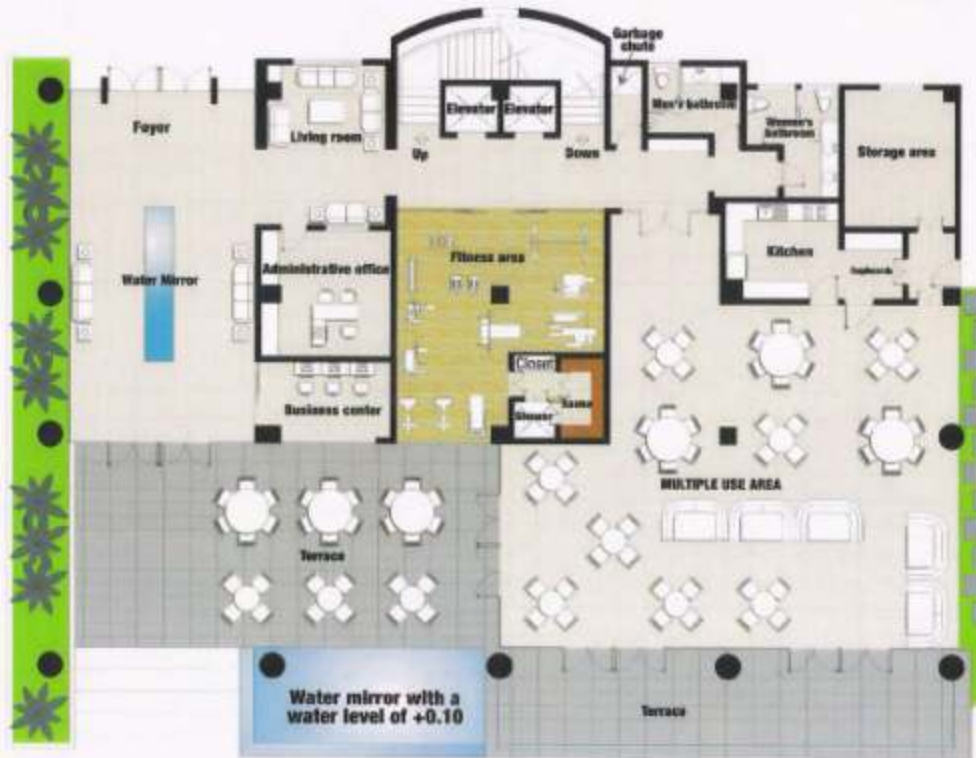 Garbage
chute
Elevator
Elevator
Men's bathroom
Women's
bathroom
Foyer
Living room
Up
Down
Storage area
Kitchen
Fitness area
Administrative office
Water Mirror
Closet
Sauna
Shower
Business center
MULTIPLE USE AREA
Terrace
Water mirror with a
water level of +0.10
Terrace